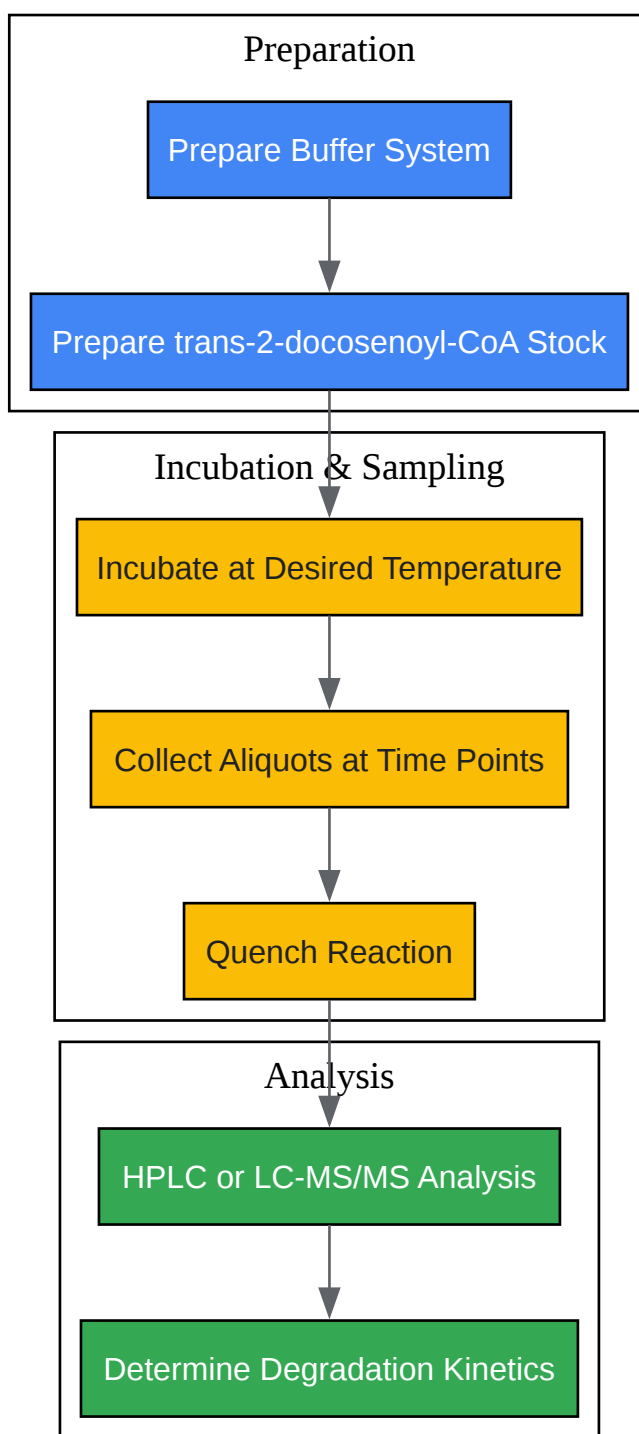 Preparation
Prepare Buffer System
Prepare trans-2-docosenoyl-CoA Stock
Incubation & Sampling
Incubate at Desired Temperature
Collect Aliquots at Time Points
Quench Reaction
Analysis
HPLC or LC-MS/MS Analysis
Determine Degradation Kinetics